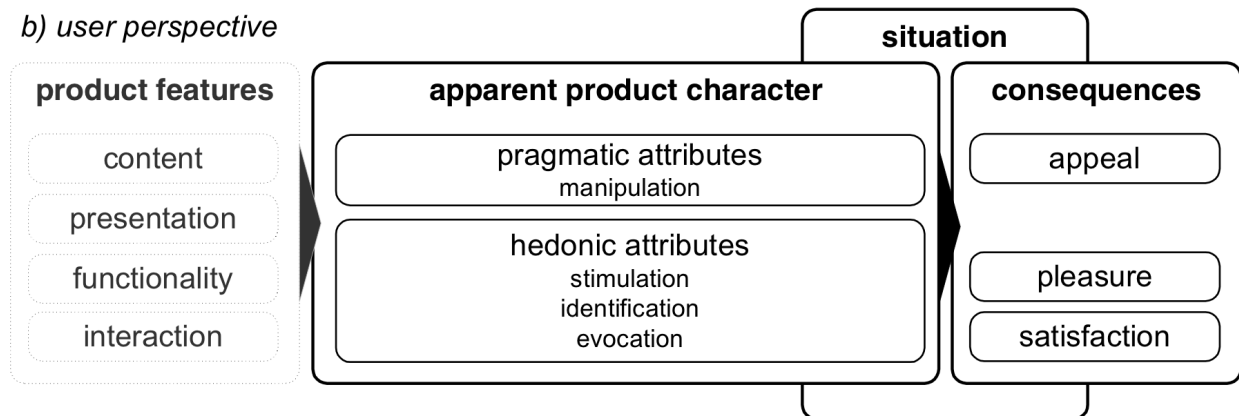 b) user perspective
situation
product features
content
presentation
functionality
interaction
apparent product character
pragmatic attributes
manipulation
hedonic attributes
stimulation
identification
evocation
consequences
appeal
pleasure
satisfaction